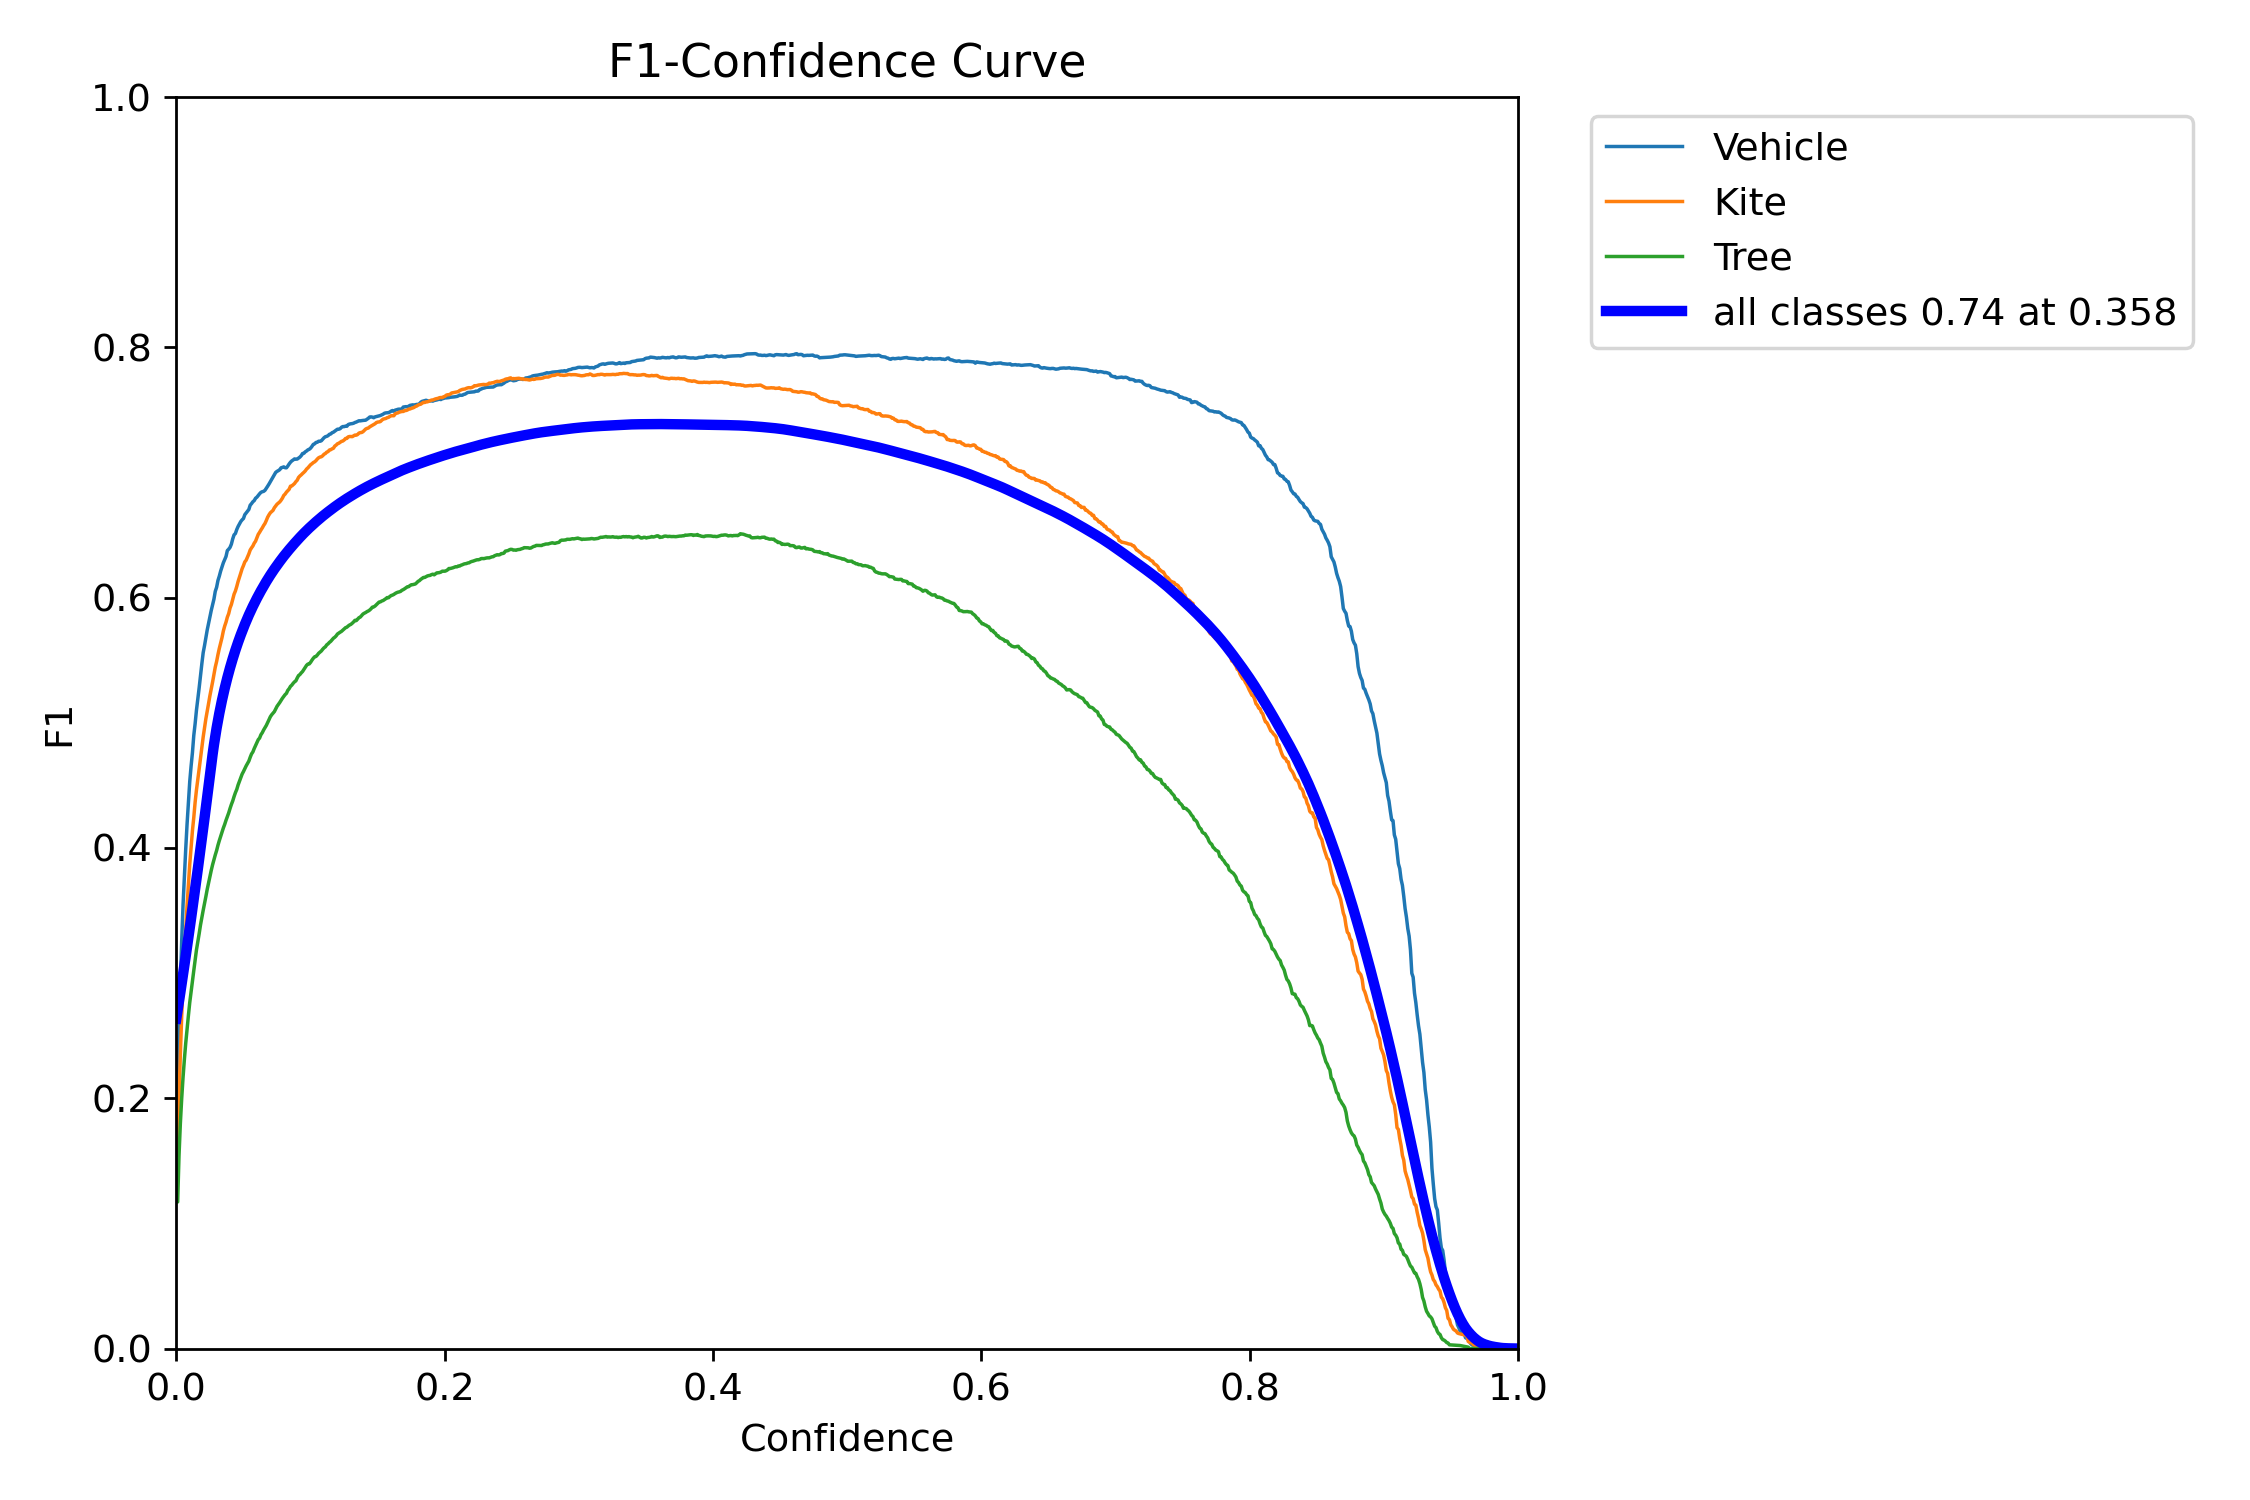 F1-Confidence Curve
1.0
0.8
0.6
0.4
0.2
0.0
F1
0.0 0.2 0.4 0.6 0.8 1.0
Confidence
Vehicle
Kite
Tree
all classes 0.74 at 0.358